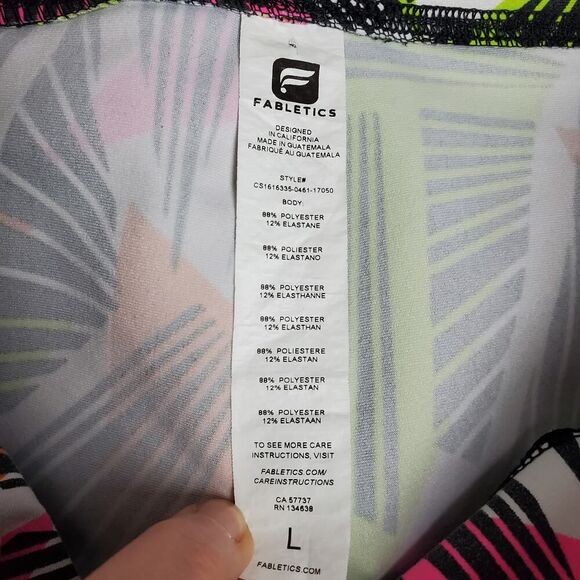 FABLETICS
DESIGNED
IN CALIFORNIA
MADE IN GUATEMALA
FABRIQUÉ AU GUATEMALA
STYLE#
CS1616335-0461-17050
BODY:
88% POLYESTER
12% ELASTANE
88% POLIESTER
12% ELASTANO
88% POLYESTER
12% ELASTHANNE
88% POLYESTER
12% ELASTHAN
88% POLIESTERE
12% ELASTAN
88% POLYESTER
12% ELASTAN
88% POLYESTER
12% ELASTAAN
TO SEE MORE CARE
INSTRUCTIONS, VISIT
FABLETICS.COM/
CAREINSTRUCTIONS
CA 57737
RN 134638
L
FABLETICS.COM